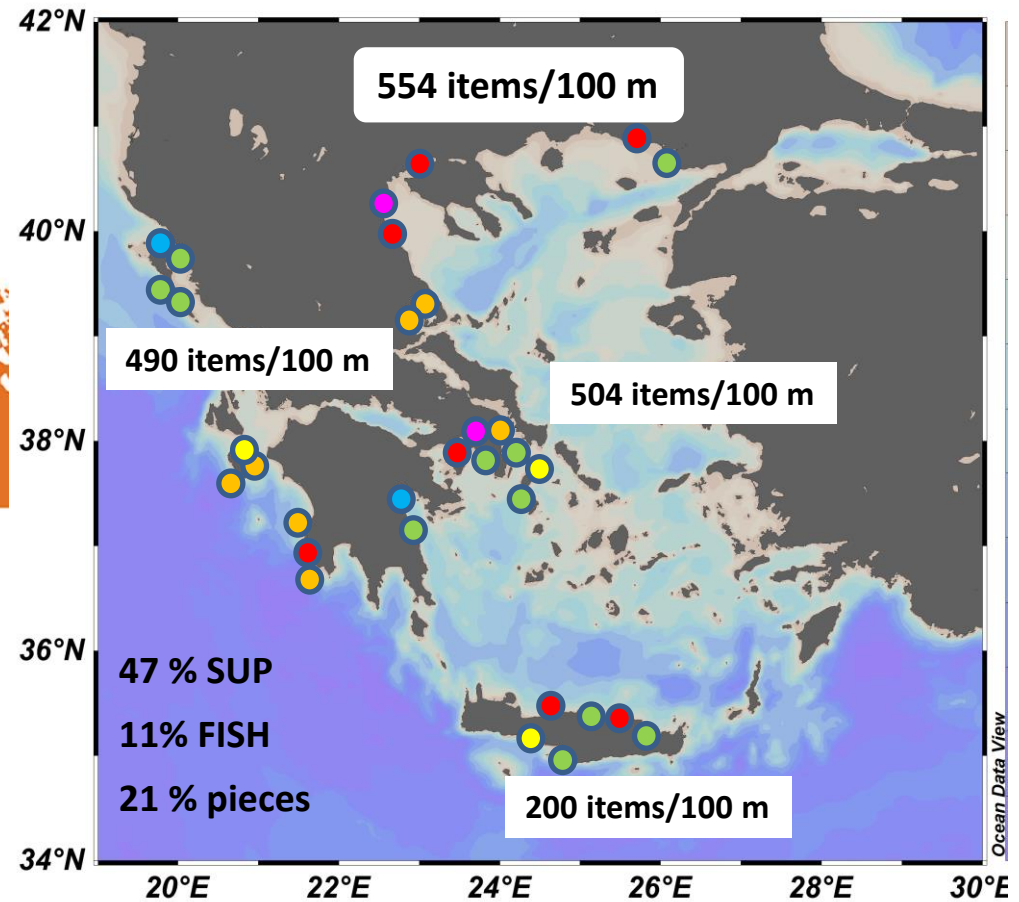 42°N
554 items/100 m
40°N
490 items/100 m
504 items/100 m
38°N
36°N
47 % SUP
11% FISH
21 % pieces
200 items/100 m
Ocean Data View
34°N
20°E 22°E 24°E 26°E 28°E 30°E